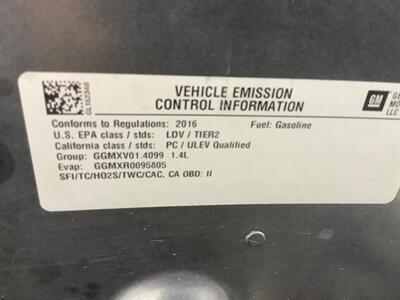 VEHICLE EMISSION
CONTROL INFORMATION
GM
Conforms to Regulations: 2016 Fuel: Gasoline
U.S. EPA class / stds: LDV / TIER2
California class / stds: PC / ULEV Qualified
Group: GGMXV01.4099 1.4L
Evap: GGMXR0095805
SFI/TC/HO2S/TWC/CAC, CA OBD: II